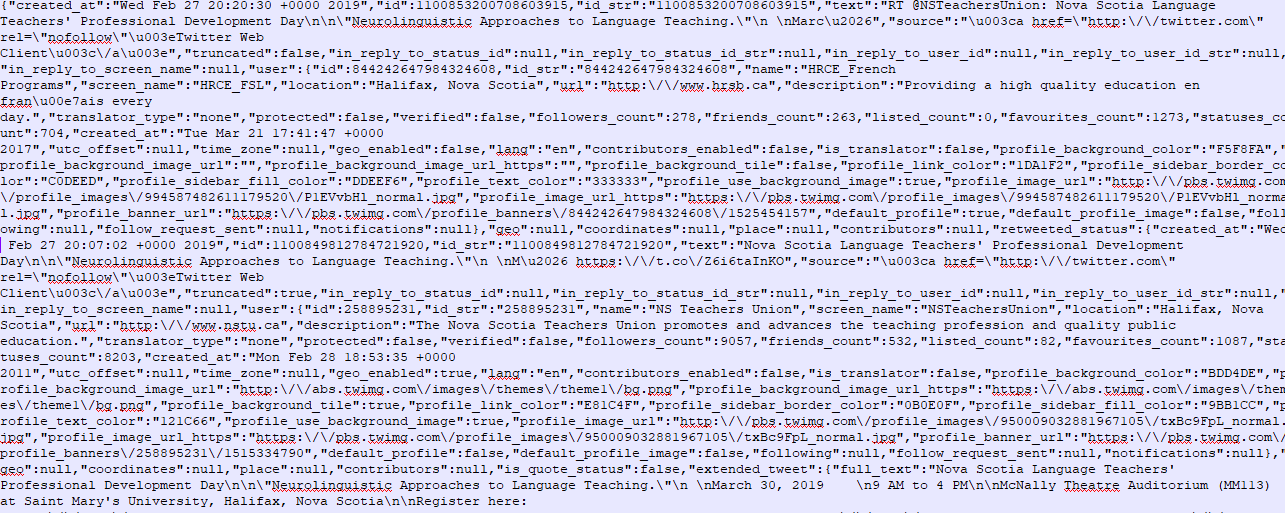 {"created_at":"Wed Feb 27 20:20:30 +0000 2019","id":1100853200708603915,"id_str":"1100853200708603915","text":"RT @NSTeachersUnion: Nova Scotia Language
Teachers' Professional Development Day\n\n\"Neurolinguistic Approaches to Language Teaching.\"\n \nMarc\u2026","source":"\u003ca href=\"http:\/\/twitter.com\"
rel=\"nofollow\"\u003eTwitter Web
Client\u003c\/a\u003e","truncated":false,"in_reply_to_status_id":null,"in_reply_to_status_id_str":null,"in_reply_to_user_id":null,"in_reply_to_user_id_str":null,
"in_reply_to_screen_name":null,"user":{"id":844242647984324608,"id_str":"844242647984324608","name":"HRCE_French
Programs","screen_name":"HRCE_FSL","location":"Halifax, Nova Scotia","url":"http:\/\/www.hrsb.ca","description":"Providing a high quality education en
fran\u00e7ais every
day.","translator_type":"none","protected":false,"verified":false,"followers_count":278,"friends_count":263,"listed_count":0,"favourites_count":1273,"statuses_co
unt":704,"created_at":"Tue Mar 21 17:41:47 +0000
2017","utc_offset":null,"time_zone":null,"geo_enabled":false,"lang":"en","contributors_enabled":false,"is_translator":false,"profile_background_color":"F5F8FA","
profile_background_image_url":"","profile_background_image_url_https":"","profile_background_tile":false,"profile_link_color":"1DA1F2","profile_sidebar_border_co
lor":"C0DEED","profile_sidebar_fill_color":"DDEEF6","profile_text_color":"333333","profile_use_background_image":true,"profile_image_url":"http:\/\/pbs.twimg.com
\/profile_images\/994587482611179520\/PlEVvbHl_normal.jpg","profile_image_url_https":"https:\/\/pbs.twimg.com\/profile_images\/994587482611179520\/PlEVvbHl_norma
l.jpg","profile_banner_url":"https:\/\/pbs.twimg.com\/profile_banners\/844242647984324608\/1525454157","default_profile":true,"default_profile_image":false,"foll
owing":null,"follow_request_sent":null,"notifications":null},"geo":null,"coordinates":null,"place":null,"contributors":null,"retweeted_status":{"created_at":"Wed
Feb 27 20:07:02 +0000 2019","id":1100849812784721920,"id_str":"1100849812784721920","text":"Nova Scotia Language Teachers' Professional Development
Day\n\n\"Neurolinguistic Approaches to Language Teaching.\"\n \nM\u2026 https:\/\/t.co\/Z6i6taInKO","source":"\u003ca href=\"http:\/\/twitter.com\"
rel=\"nofollow\"\u003eTwitter Web
Client\u003c\/a\u003e","truncated":true,"in_reply_to_status_id":null,"in_reply_to_status_id_str":null,"in_reply_to_user_id":null,"in_reply_to_user_id_str":null,"
in_reply_to_screen_name":null,"user":{"id":258895231,"id_str":"258895231","name":"NS Teachers Union","screen_name":"NSTeachersUnion","location":"Halifax, Nova
Scotia","url":"http:\/\/www.nstu.ca","description":"The Nova Scotia Teachers Union promotes and advances the teaching profession and quality public
education.","translator_type":"none","protected":false,"verified":false,"followers_count":9057,"friends_count":532,"listed_count":82,"favourites_count":1087,"sta
tuses_count":8203,"created_at":"Mon Feb 28 18:53:35 +0000
2011","utc_offset":null,"time_zone":null,"geo_enabled":true,"lang":"en","contributors_enabled":false,"is_translator":false,"profile_background_color":"BDD4DE","p
rofile_background_image_url":"http:\/\/abs.twimg.com\/images\/themes\/theme1\/bg.png","profile_background_image_url_https":"https:\/\/abs.twimg.com\/images\/them
es\/theme1\/bg.png","profile_background_tile":true,"profile_link_color":"E81C4F","profile_sidebar_border_color":"0B0E0F","profile_sidebar_fill_color":"9BB1CC","p
rofile_text_color":"121C66","profile_use_background_image":true,"profile_image_url":"http:\/\/pbs.twimg.com\/profile_images\/950009032881967105\/txBc9FpL_normal.
jpg","profile_image_url_https":"https:\/\/pbs.twimg.com\/profile_images\/950009032881967105\/txBc9FpL_normal.jpg","profile_banner_url":"https:\/\/pbs.twimg.com\/
profile_banners\/258895231\/1515334790","default_profile":false,"default_profile_image":false,"following":null,"follow_request_sent":null,"notifications":null},"
geo":null,"coordinates":null,"place":null,"contributors":null,"is_quote_status":false,"extended_tweet":{"full_text":"Nova Scotia Language Teachers'
Professional Development Day\n\n\"Neurolinguistic Approaches to Language Teaching.\"\n \nMarch 30, 2019    \n9 AM to 4 PM\n\nMcNally Theatre Auditorium (MM113)
at Saint Mary's University, Halifax, Nova Scotia\n\nRegister here: